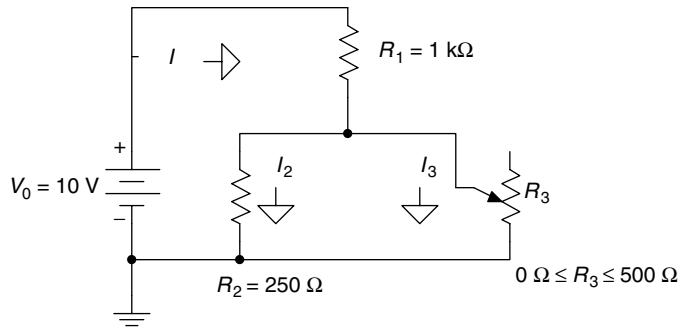 I
R₁ = 1 kΩ
+
V₀ = 10 V
−
I₂
I₃
R₃
R₂ = 250 Ω
0 Ω ≤ R₃ ≤ 500 Ω